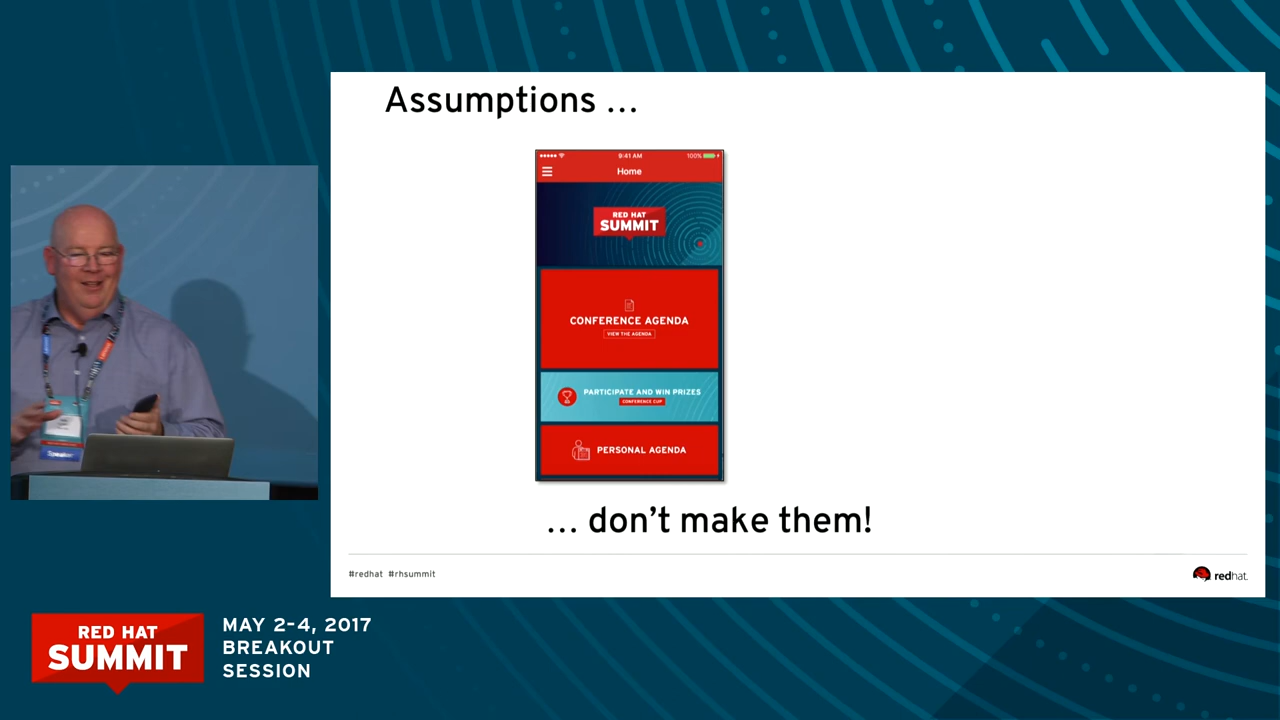 Assumptions ...
9:41 AM
100%
Home
RED HAT
SUMMIT
CONFERENCE AGENDA
VIEW THE AGENDA
PARTICIPATE AND WIN PRIZES
CONFERENCE CUP
PERSONAL AGENDA
... don't make them!
#redhat #rhsummit
redhat.
Speaker
RED HAT
SUMMIT
MAY 2-4, 2017
BREAKOUT
SESSION